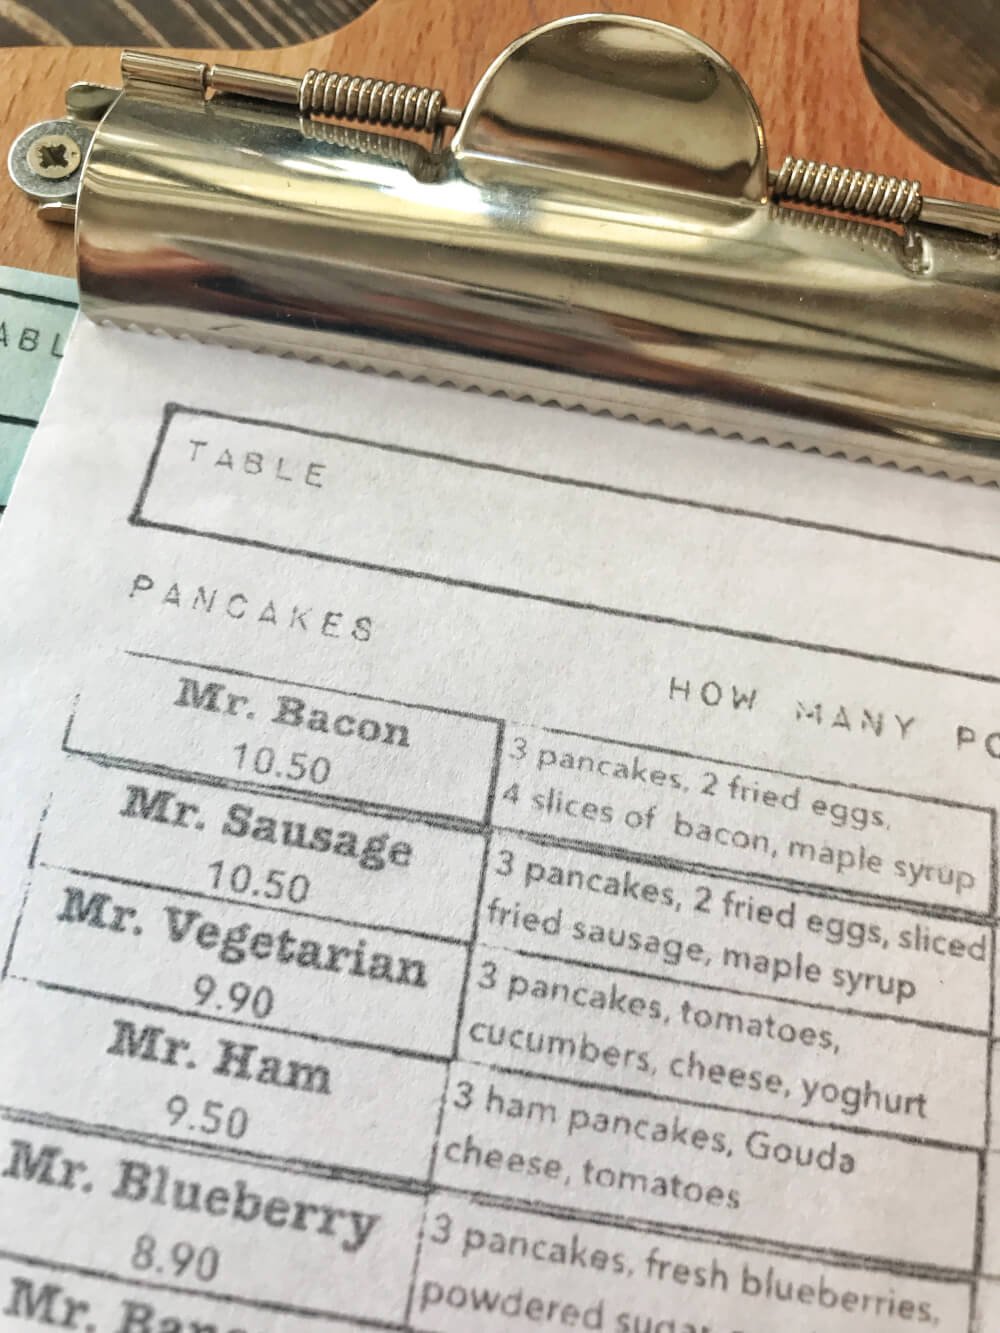 TABLE
PANCAKES
HOW MANY
Mr. Bacon
10.50
3 pancakes, 2 fried eggs,
4 slices of bacon, maple syrup
Mr. Sausage
10.50
3 pancakes, 2 fried eggs, sliced
fried sausage, maple syrup
Mr. Vegetarian
9.90
3 pancakes, tomatoes,
cucumbers, cheese, yoghurt
Mr. Ham
9.50
3 ham pancakes, Gouda
cheese, tomatoes
Mr. Blueberry
8.90
3 pancakes, fresh blueberries,
powdered sugar
Mr.